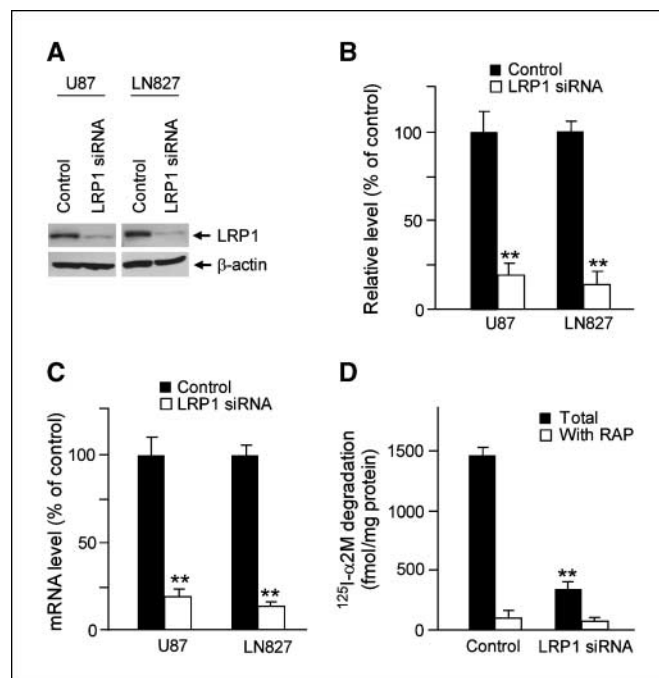 A
U87 LN827
Control
LRP1 siRNA
Control
LRP1 siRNA
LRP1
β-actin
B
Control
LRP1 siRNA
Relative level (% of control)
100
50
25
0
**
**
U87 LN827
C
Control
LRP1 siRNA
mRNA level (% of control)
100
50
25
0
**
**
U87 LN827
D
Total
With RAP
¹²⁵I-α2M degradation
(fmol/mg protein)
1500
1000
500
0
**
Control LRP1 siRNA